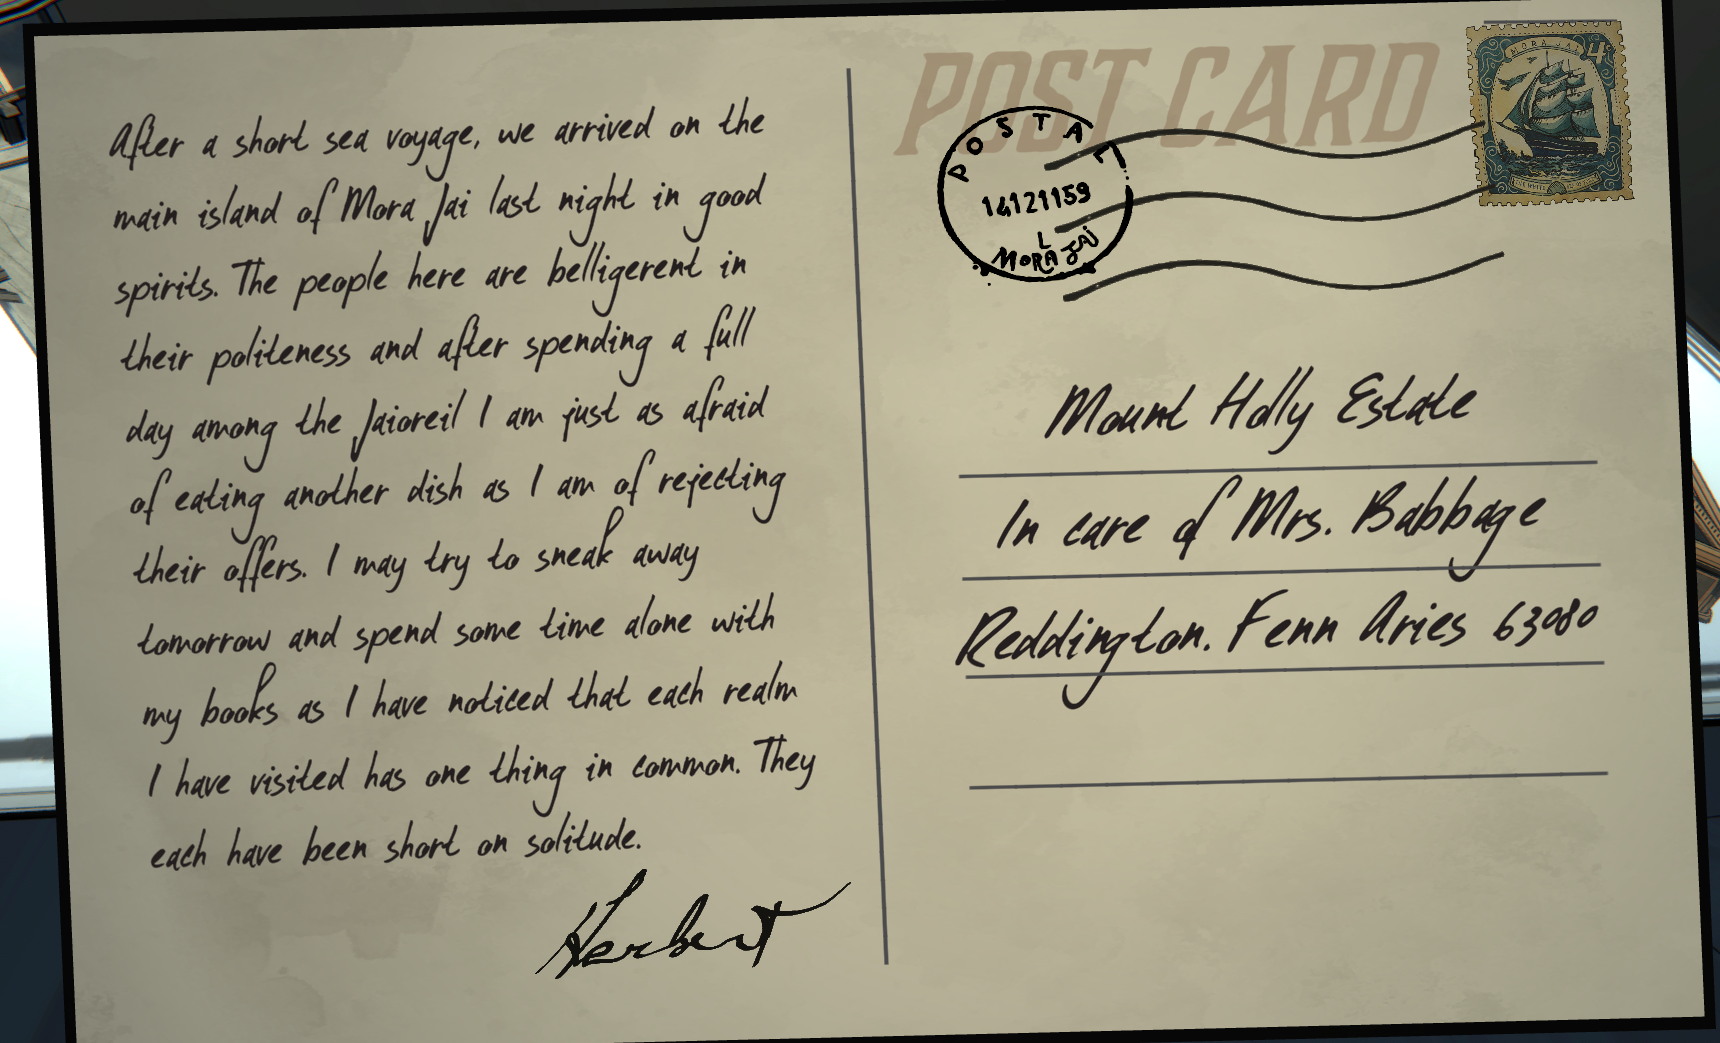 After a short sea voyage, we arrived on the
main island of Mora Jai last night in good
spirits. The people here are belligerent in
their politeness and after spending a full
day among the Jaioreil I am just as afraid
of eating another dish as I am of rejecting
their offers. I may try to sneak away
tomorrow and spend some time alone with
my books as I have noticed that each realm
I have visited has one thing in common. They
each have been short on solitude.
Herbert
POST CARD
MORA JAI 4
POSTAL
14121159
MORA JAI
Mount Holly Estate
In care of Mrs. Babbage
Reddington. Fenn Aries 63080